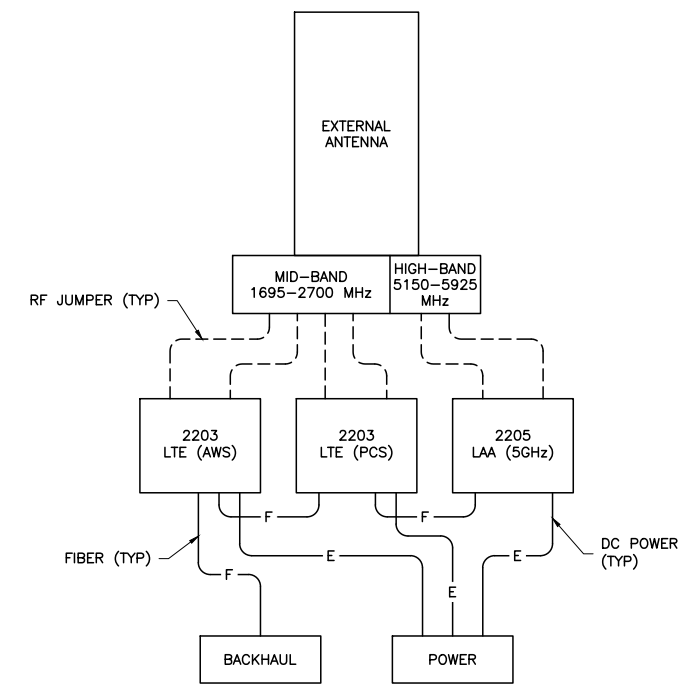 EXTERNAL
ANTENNA
MID-BAND
1695-2700 MHz
HIGH-BAND
5150-5925
MHz
RF JUMPER (TYP)
2203
LTE (AWS)
2203
LTE (PCS)
2205
LAA (5GHz)
F
F
FIBER (TYP)
E
E
DC POWER
(TYP)
F
E
BACKHAUL
POWER